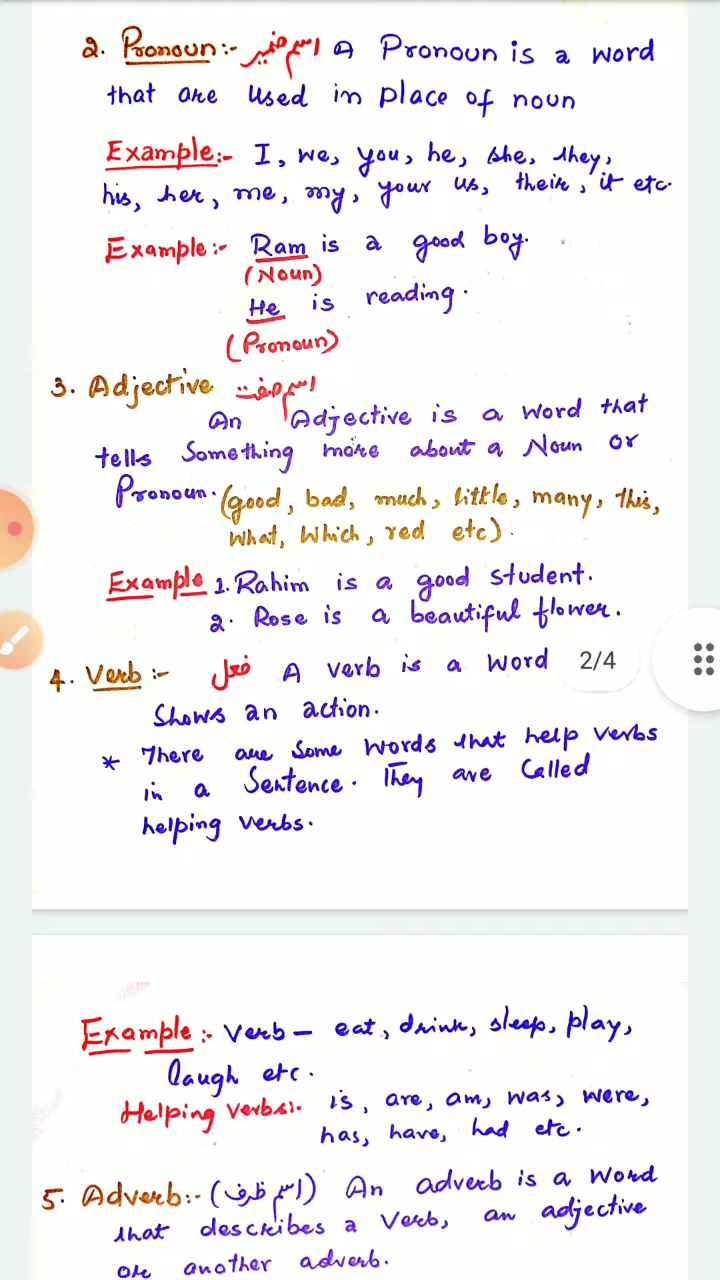 2. Pronoun:- اسم ضمیر A Pronoun is a word
that are used in place of noun
Example:- I, we, you, he, she, they,
his, her, me, my, your us, their, it etc.
Example:- Ram is a good boy.
(Noun)
He is reading.
(Pronoun)
3. Adjective اسم صفت
An Adjective is a word that
tells Something more about a Noun or
Pronoun. (good, bad, much, little, many, this,
What, Which, red etc).
Example 1. Rahim is a good student.
2. Rose is a beautiful flower.
4. Verb :- فعل A verb is a word
Shows an action.
2/4
* There are some words that help verbs
in a Sentence. They are Called
helping verbs.
Example :- Verb – eat, drink, sleep, play,
laugh etc.
Helping verbs:- is, are, am, was, were,
has, have, had etc.
5. Adverb:- (اسم ظرف) An adverb is a Word
that describes a Verb, an adjective
or another adverb.